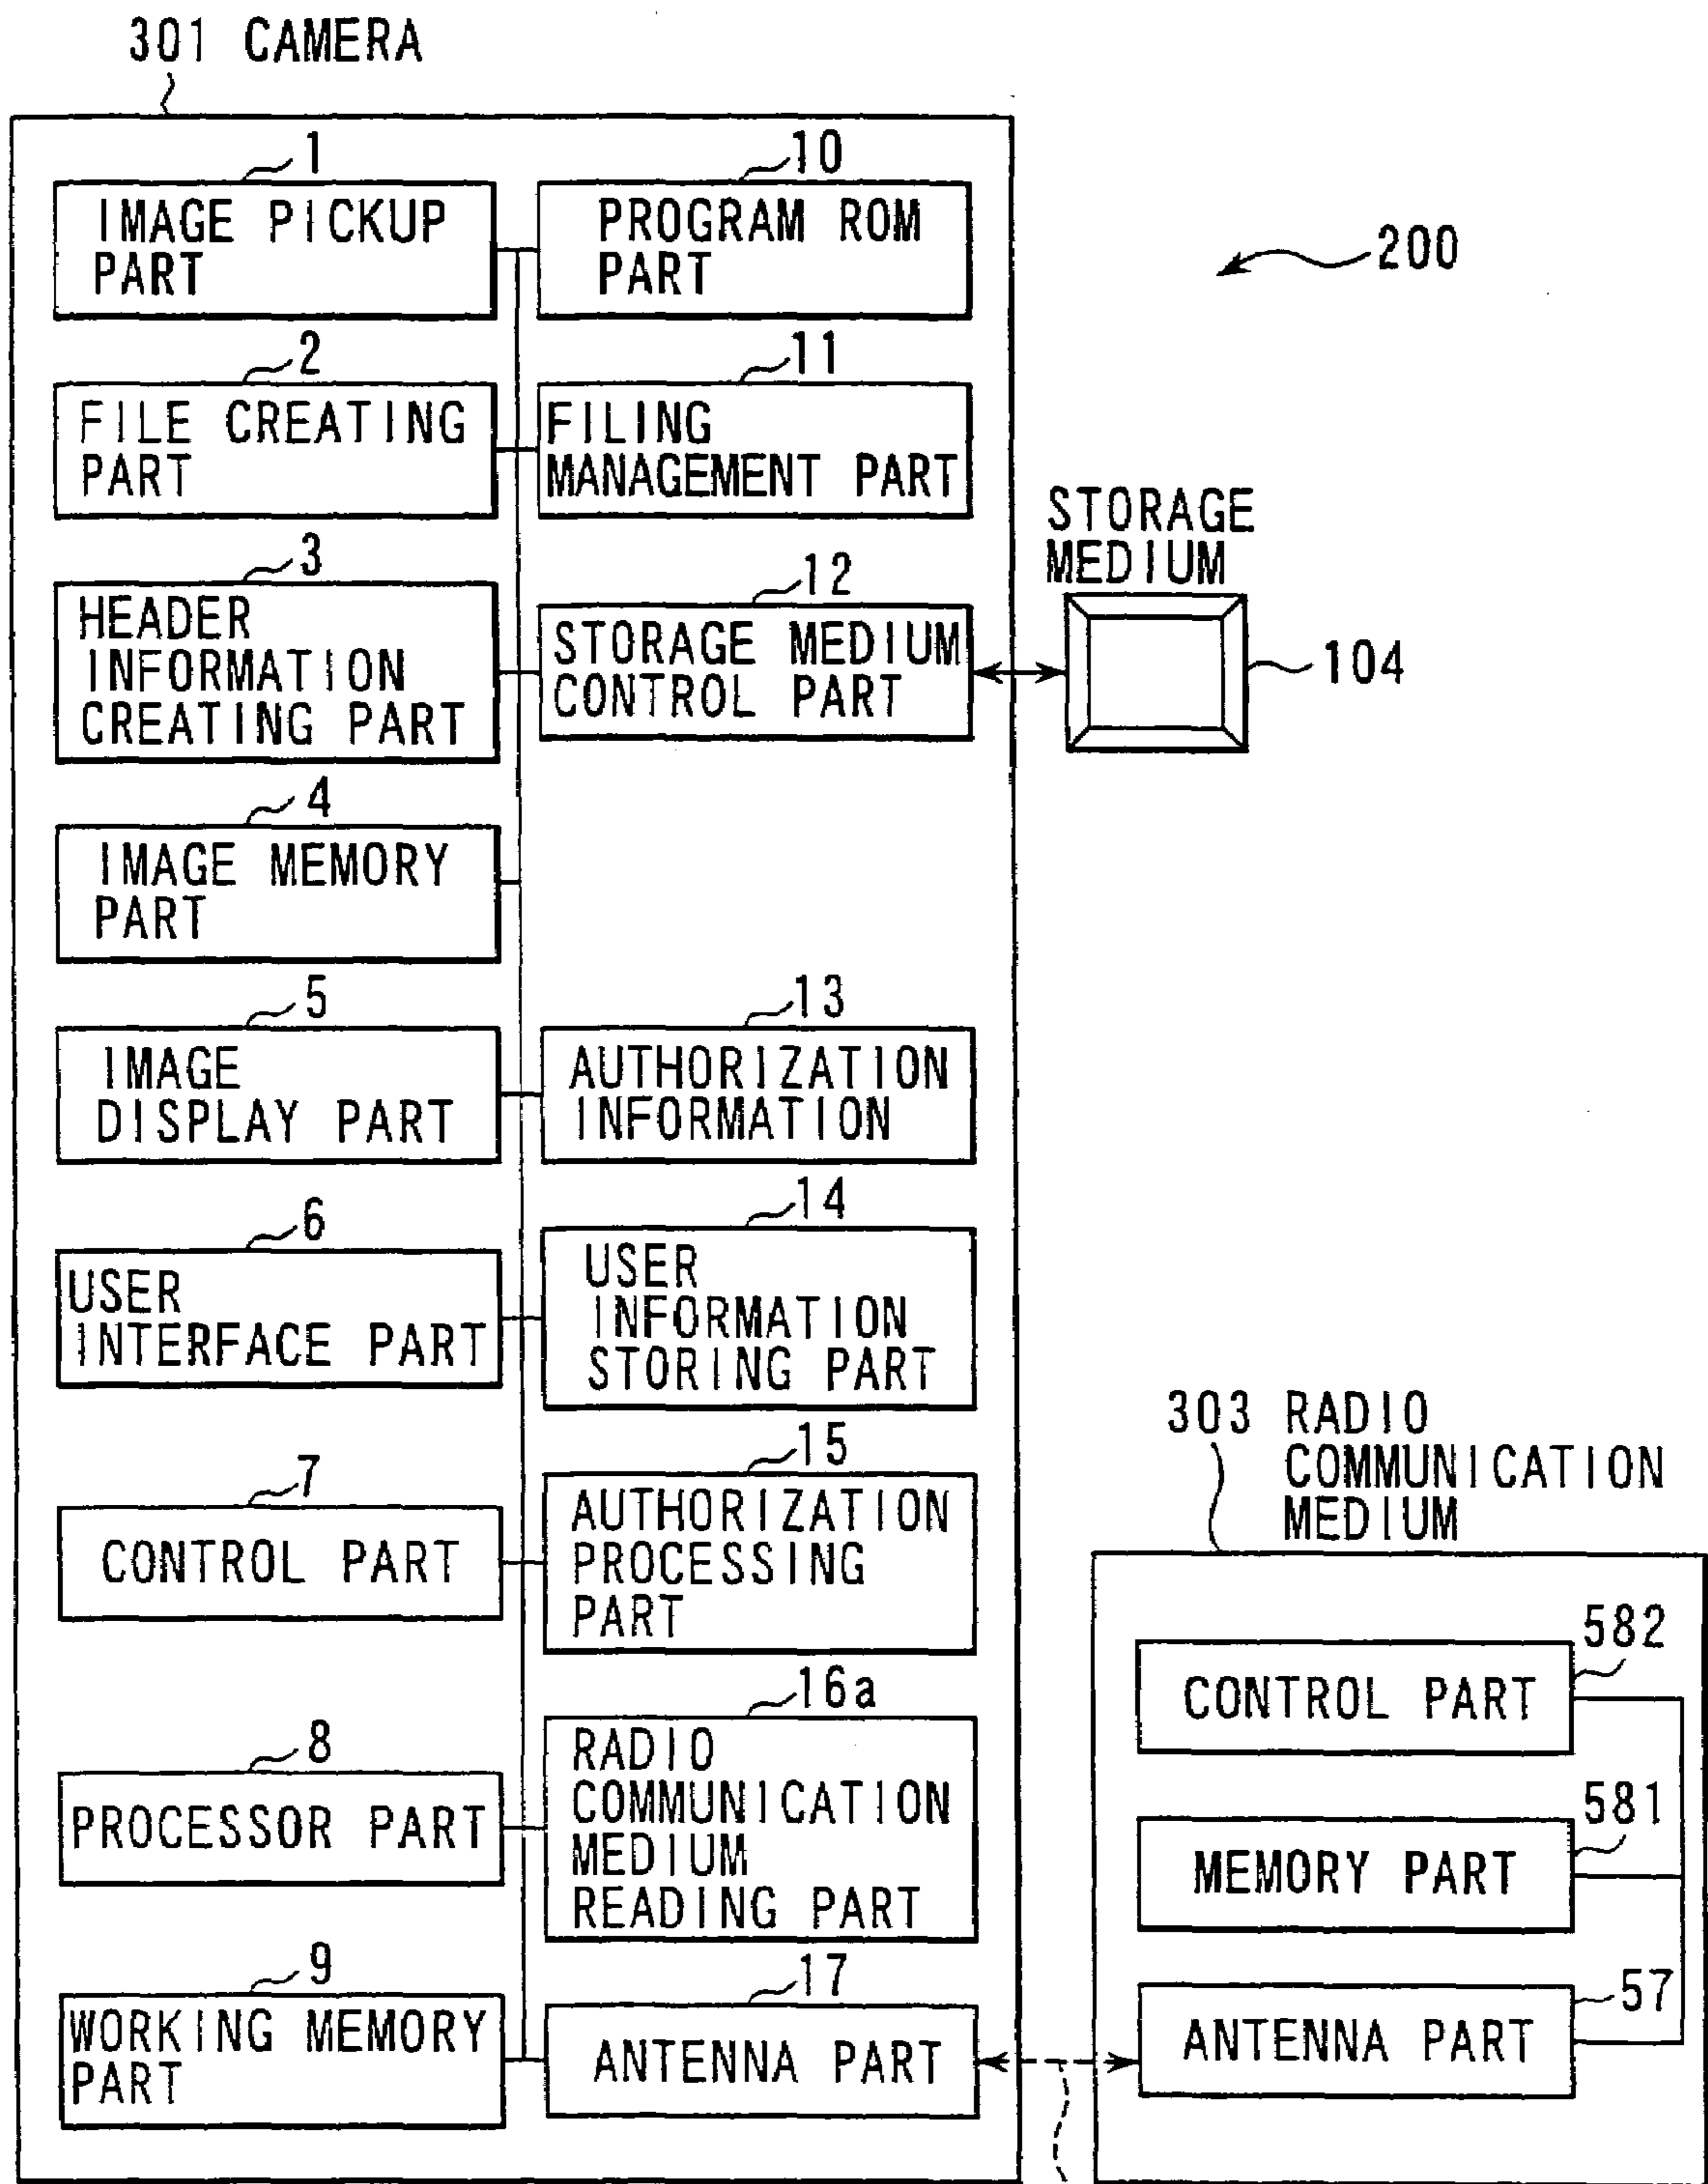 301 CAMERA
1
IMAGE PICKUP
PART
10
PROGRAM ROM
PART
200
2
FILE CREATING
PART
11
FILING
MANAGEMENT PART
STORAGE
MEDIUM
104
3
HEADER
INFORMATION
CREATING PART
12
STORAGE MEDIUM
CONTROL PART
4
IMAGE MEMORY
PART
5
IMAGE
DISPLAY PART
13
AUTHORIZATION
INFORMATION
6
USER
INTERFACE PART
14
USER
INFORMATION
STORING PART
7
CONTROL PART
15
AUTHORIZATION
PROCESSING
PART
8
PROCESSOR PART
16a
RADIO
COMMUNICATION
MEDIUM
READING PART
9
WORKING MEMORY
PART
17
ANTENNA PART
303 RADIO
COMMUNICATION
MEDIUM
582
CONTROL PART
581
MEMORY PART
57
ANTENNA PART